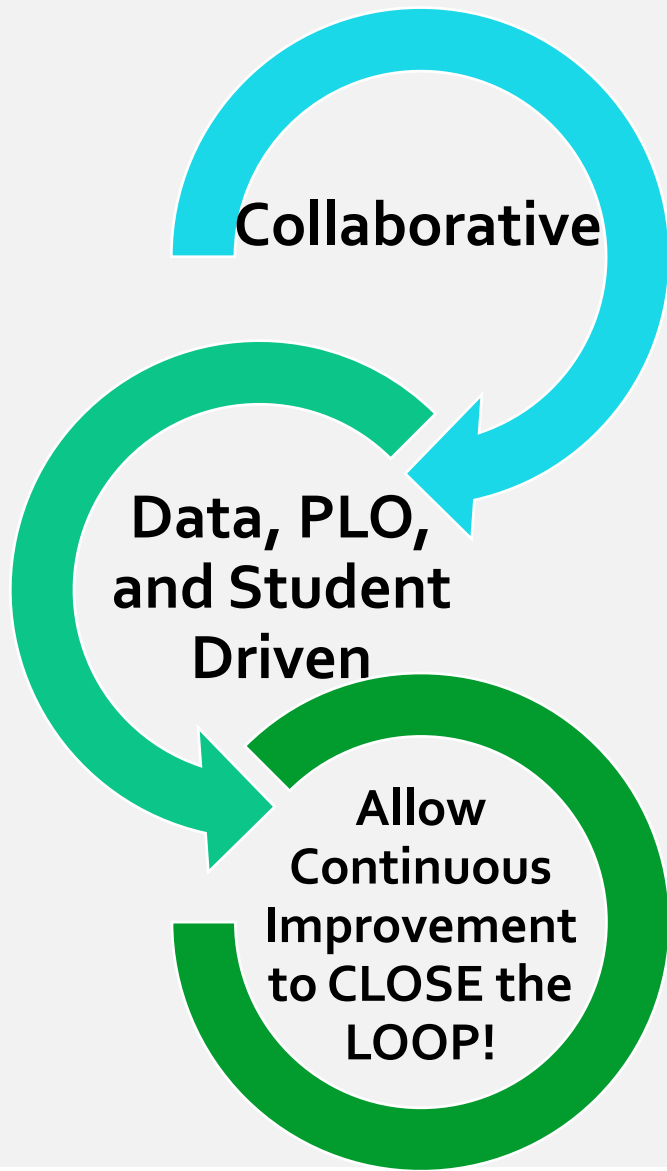 Collaborative
Data, PLO,
and Student
Driven
Allow
Continuous
Improvement
to CLOSE the
LOOP!